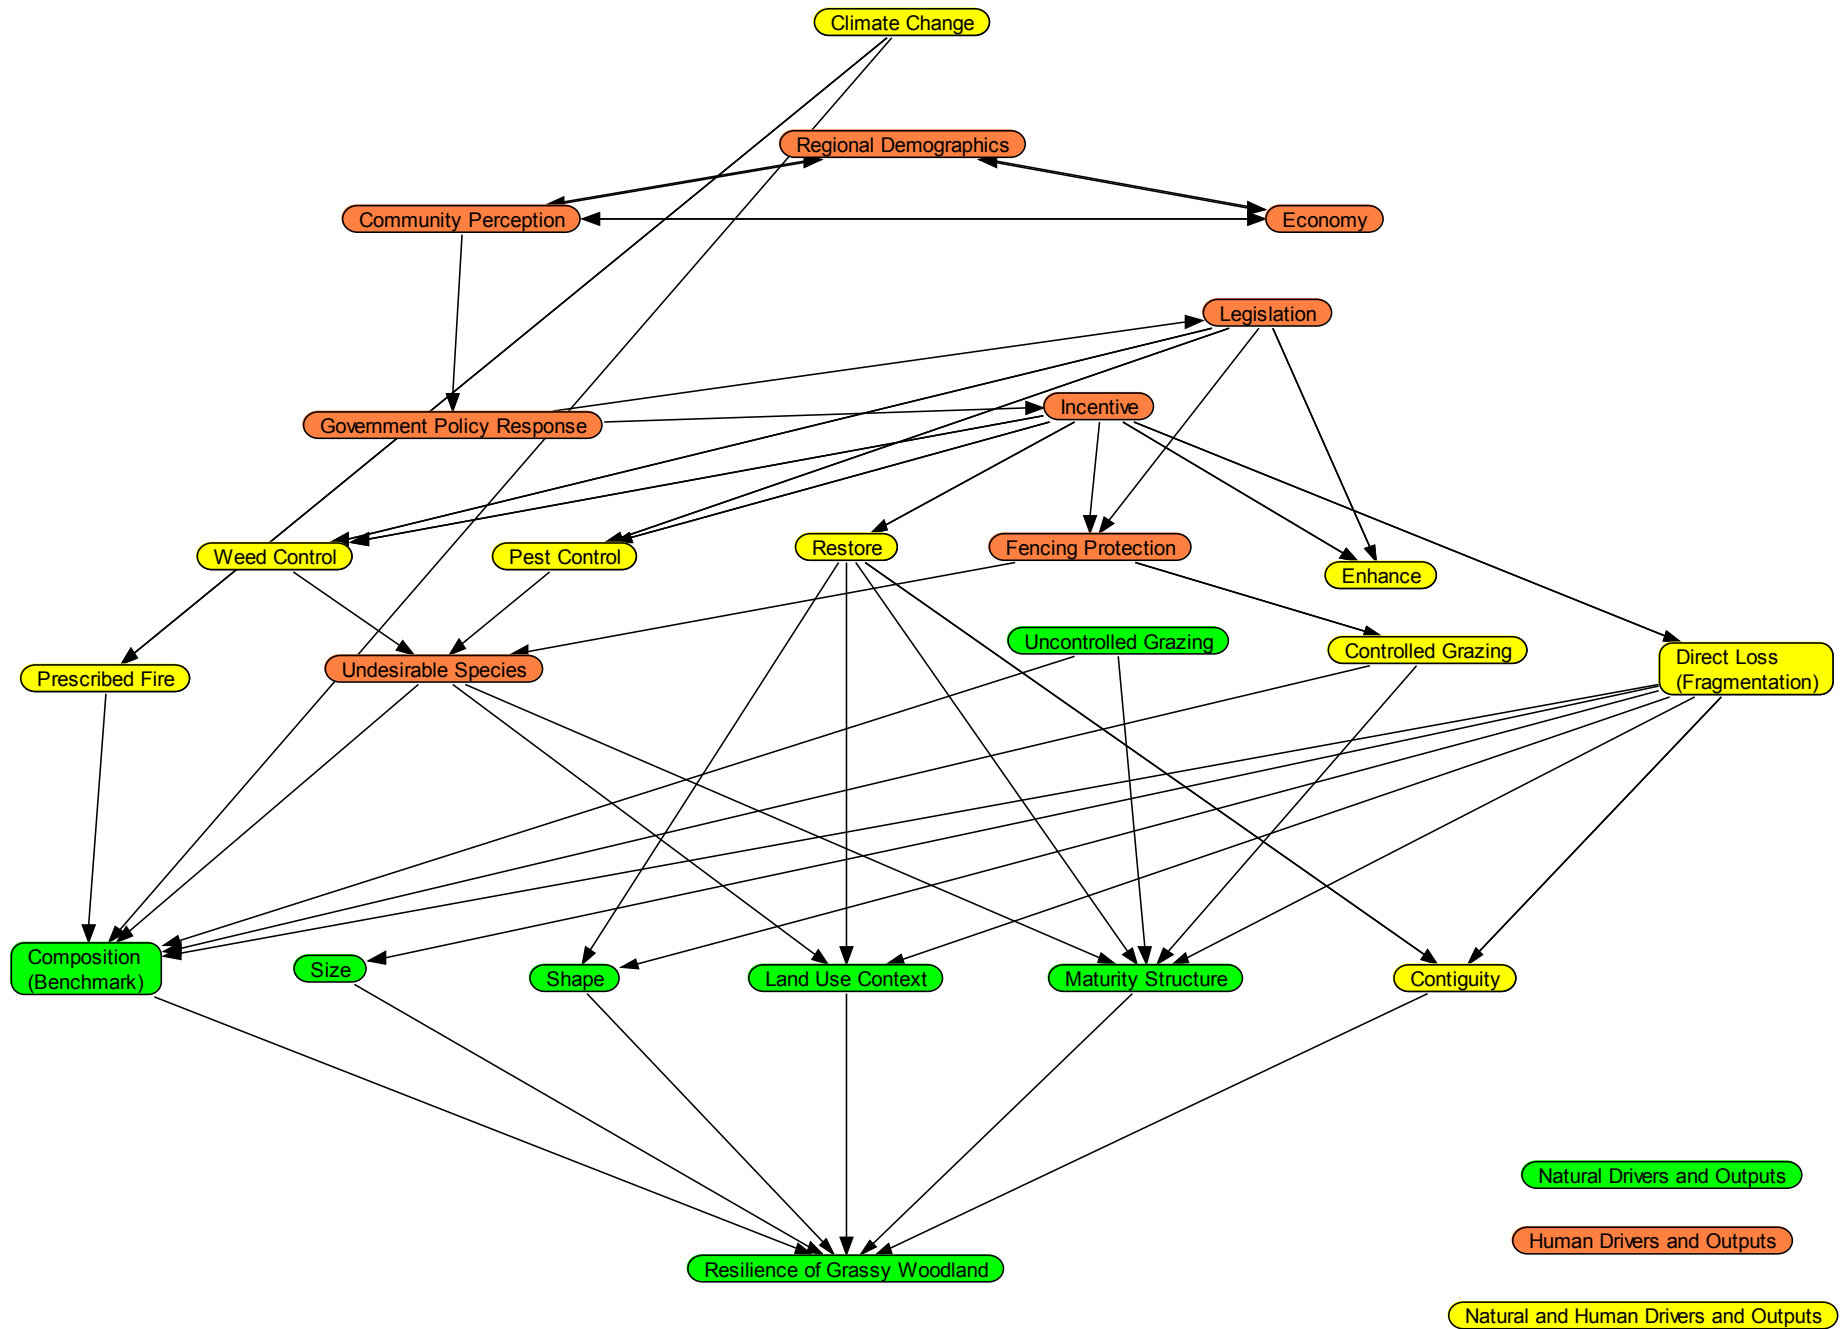 Climate Change
Regional Demographics
Community Perception
Economy
Legislation
Incentive
Government Policy Response
Weed Control
Pest Control
Restore
Fencing Protection
Enhance
Uncontrolled Grazing
Controlled Grazing
Direct Loss
(Fragmentation)
Prescribed Fire
Undesirable Species
Composition
(Benchmark)
Size
Shape
Land Use Context
Maturity Structure
Contiguity
Natural Drivers and Outputs
Human Drivers and Outputs
Resilience of Grassy Woodland
Natural and Human Drivers and Outputs